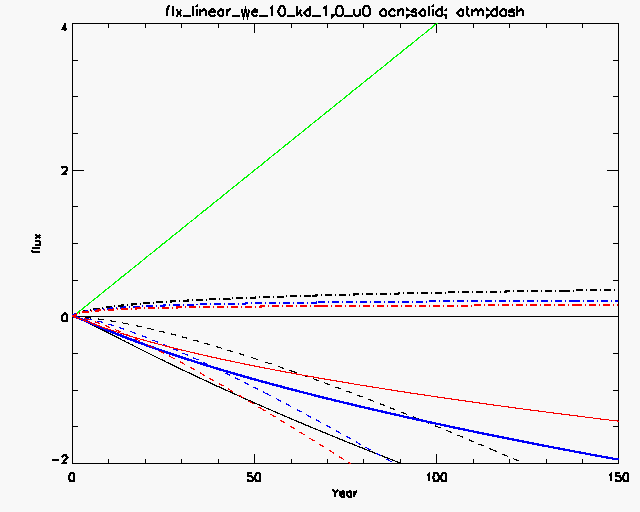 flx_linear_we_10_kd_1,0_u0 ocn;solid; atm;dash
4
2
flux
0
-2
0
50
100
150
Year